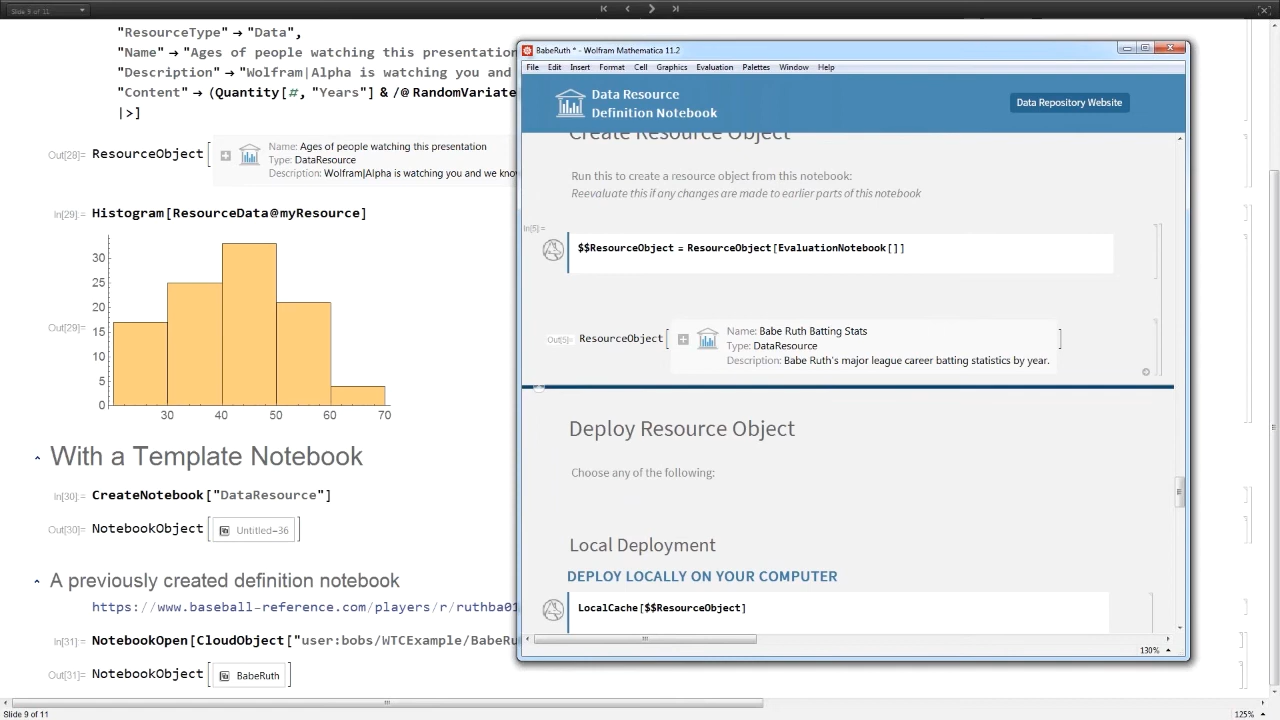 Slide 9 of 11
"ResourceType" → "Data",
"Name" → "Ages of people watching this presentation
"Description" → "Wolfram|Alpha is watching you and
"Content" → (Quantity[#, "Years"] & /@ RandomVariate
|>]
Out[28]= ResourceObject[
Name: Ages of people watching this presentation
Type: DataResource
Description: Wolfram|Alpha is watching you and we know
In[29]:= Histogram[ResourceData@myResource]
Out[29]=
30
25
20
15
10
5
0
30 40 50 60 70
With a Template Notebook
In[30]:= CreateNotebook["DataResource"]
Out[30]= NotebookObject[ Untitled-36 ]
A previously created definition notebook
https://www.baseball-reference.com/players/r/ruthba01
In[31]:= NotebookOpen[CloudObject["user:bobs/WTCExample/BabeRu
Out[31]= NotebookObject[ BabeRuth ]
Slide 9 of 11
125%
BabeRuth * - Wolfram Mathematica 11.2
File Edit Insert Format Cell Graphics Evaluation Palettes Window Help
Data Resource
Definition Notebook
Data Repository Website
Create Resource Object
Run this to create a resource object from this notebook:
Reevaluate this if any changes are made to earlier parts of this notebook
In[5]:=
$$ResourceObject = ResourceObject[EvaluationNotebook[]]
Out[5]= ResourceObject[
Name: Babe Ruth Batting Stats
Type: DataResource
Description: Babe Ruth's major league career batting statistics by year.
]
Deploy Resource Object
Choose any of the following:
Local Deployment
DEPLOY LOCALLY ON YOUR COMPUTER
LocalCache[$$ResourceObject]
130%